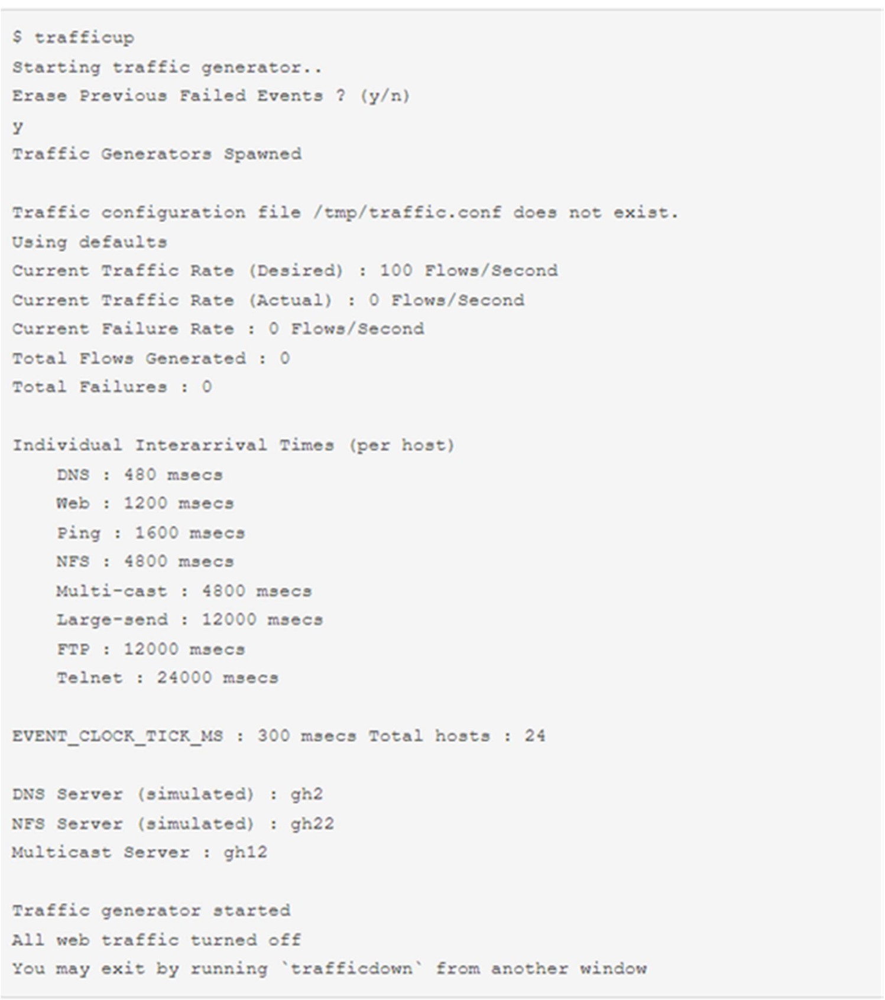 $ trafficup
Starting traffic generator..
Erase Previous Failed Events ? (y/n)
y
Traffic Generators Spawned
Traffic configuration file /tmp/traffic.conf does not exist.
Using defaults
Current Traffic Rate (Desired) : 100 Flows/Second
Current Traffic Rate (Actual) : 0 Flows/Second
Current Failure Rate : 0 Flows/Second
Total Flows Generated : 0
Total Failures : 0
Individual Interarrival Times (per host)
DNS : 480 msecs
Web : 1200 msecs
Ping : 1600 msecs
NFS : 4800 msecs
Multi-cast : 4800 msecs
Large-send : 12000 msecs
FTP : 12000 msecs
Telnet : 24000 msecs
EVENT_CLOCK_TICK_MS : 300 msecs Total hosts : 24
DNS Server (simulated) : gh2
NFS Server (simulated) : gh22
Multicast Server : gh12
Traffic generator started
All web traffic turned off
You may exit by running `trafficdown` from another window